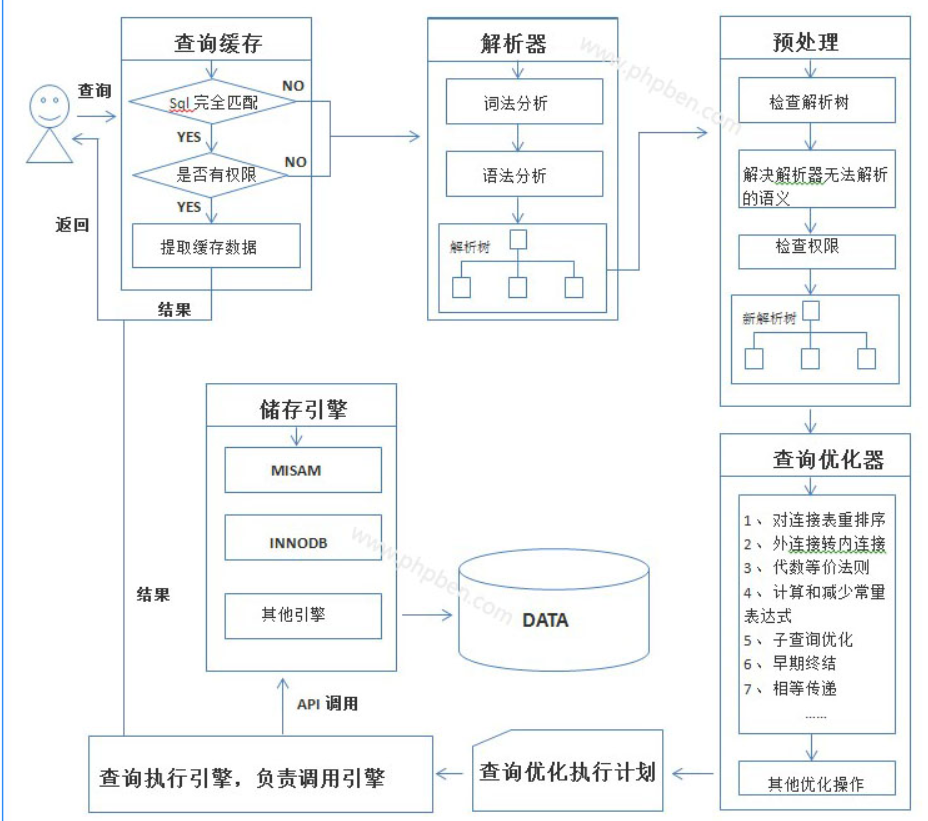 查询缓存
查询
Sql 完全匹配
NO
YES
是否有权限
NO
YES
提取缓存数据
返回
结果
解析器
词法分析
语法分析
解析树
www.phpben.com
预处理
检查解析树
解决解析器无法解析
的语义
检查权限
新解析树
查询优化器
1、 对连接表重排序
2、 外连接转内连接
3、 代数等价法则
4、 计算和减少常量
表达式
5、 子查询优化
6、 早期终结
7、 相等传递
……
其他优化操作
储存引擎
MISAM
INNODB
其他引擎
www.phpben.com
DATA
结果
API 调用
查询执行引擎，负责调用引擎
查询优化执行计划